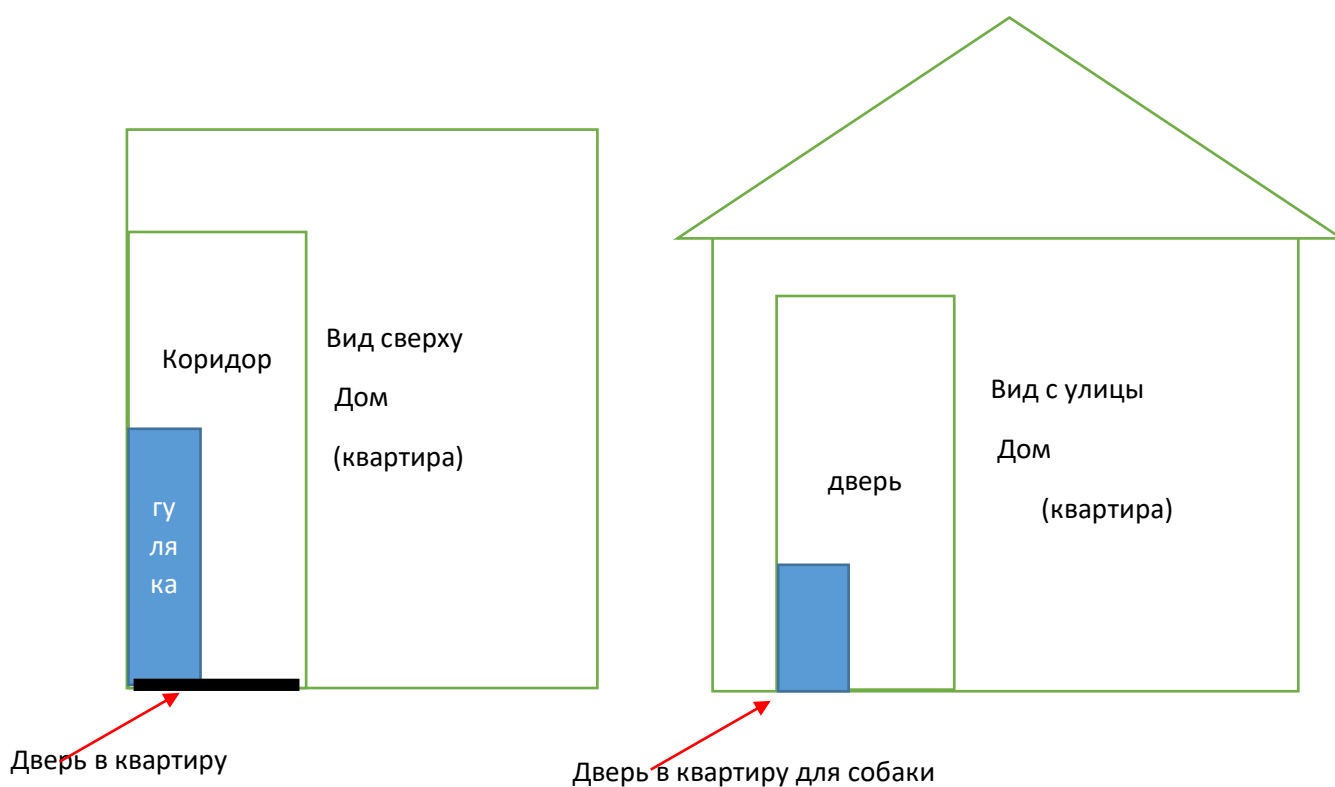 Коридор
Вид сверху
Дом
(квартира)
гу
ля
ка
Дверь в квартиру
Вид с улицы
Дом
(квартира)
дверь
Дверь в квартиру для собаки